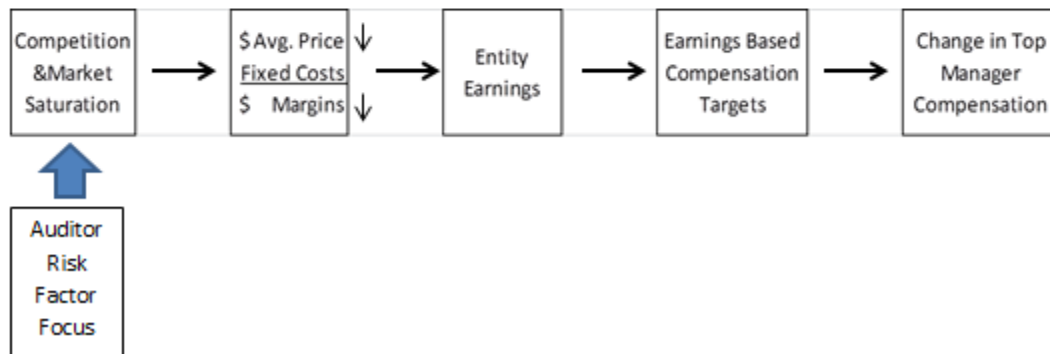 Competition
&Market
Saturation
$ Avg. Price ↓
Fixed Costs
$ Margins ↓
Entity
Earnings
Earnings Based
Compensation
Targets
Change in Top
Manager
Compensation
Auditor
Risk
Factor
Focus